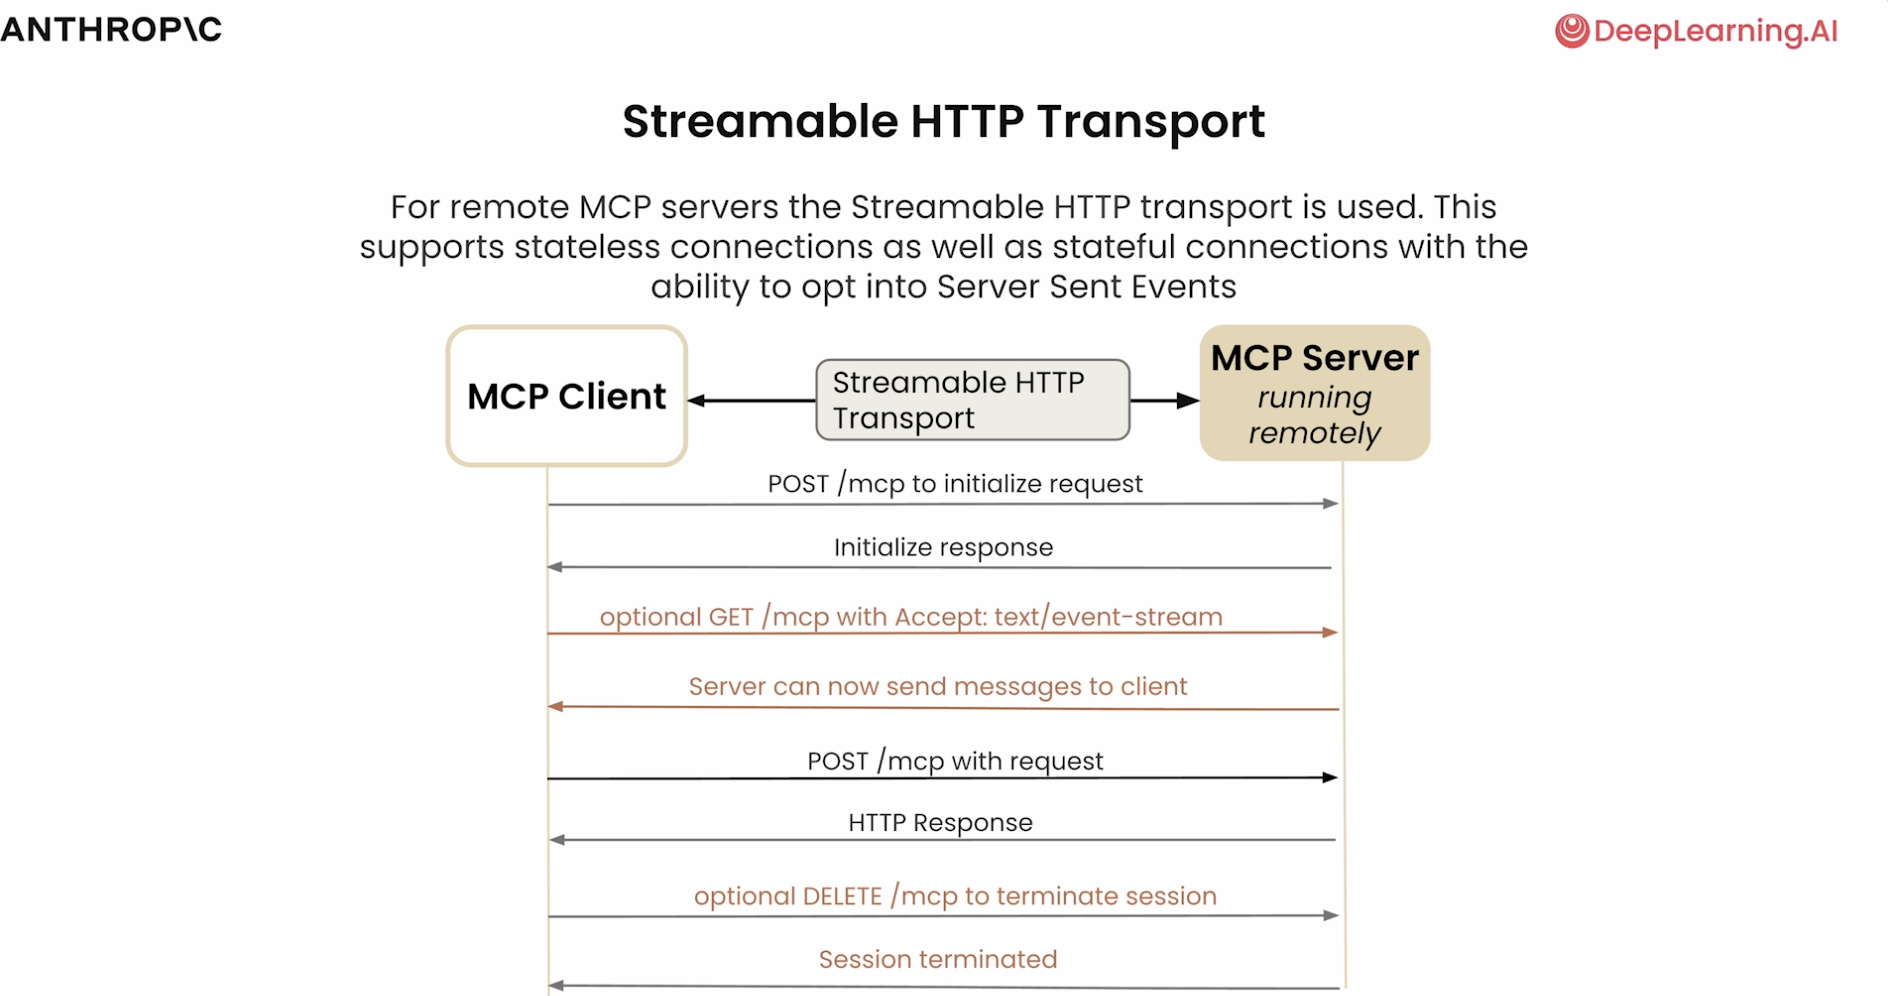 ANTHROP\C
DeepLearning.AI
Streamable HTTP Transport
For remote MCP servers the Streamable HTTP transport is used. This
supports stateless connections as well as stateful connections with the
ability to opt into Server Sent Events
MCP Client
Streamable HTTP
Transport
MCP Server
running
remotely
POST /mcp to initialize request
Initialize response
optional GET /mcp with Accept: text/event-stream
Server can now send messages to client
POST /mcp with request
HTTP Response
optional DELETE /mcp to terminate session
Session terminated